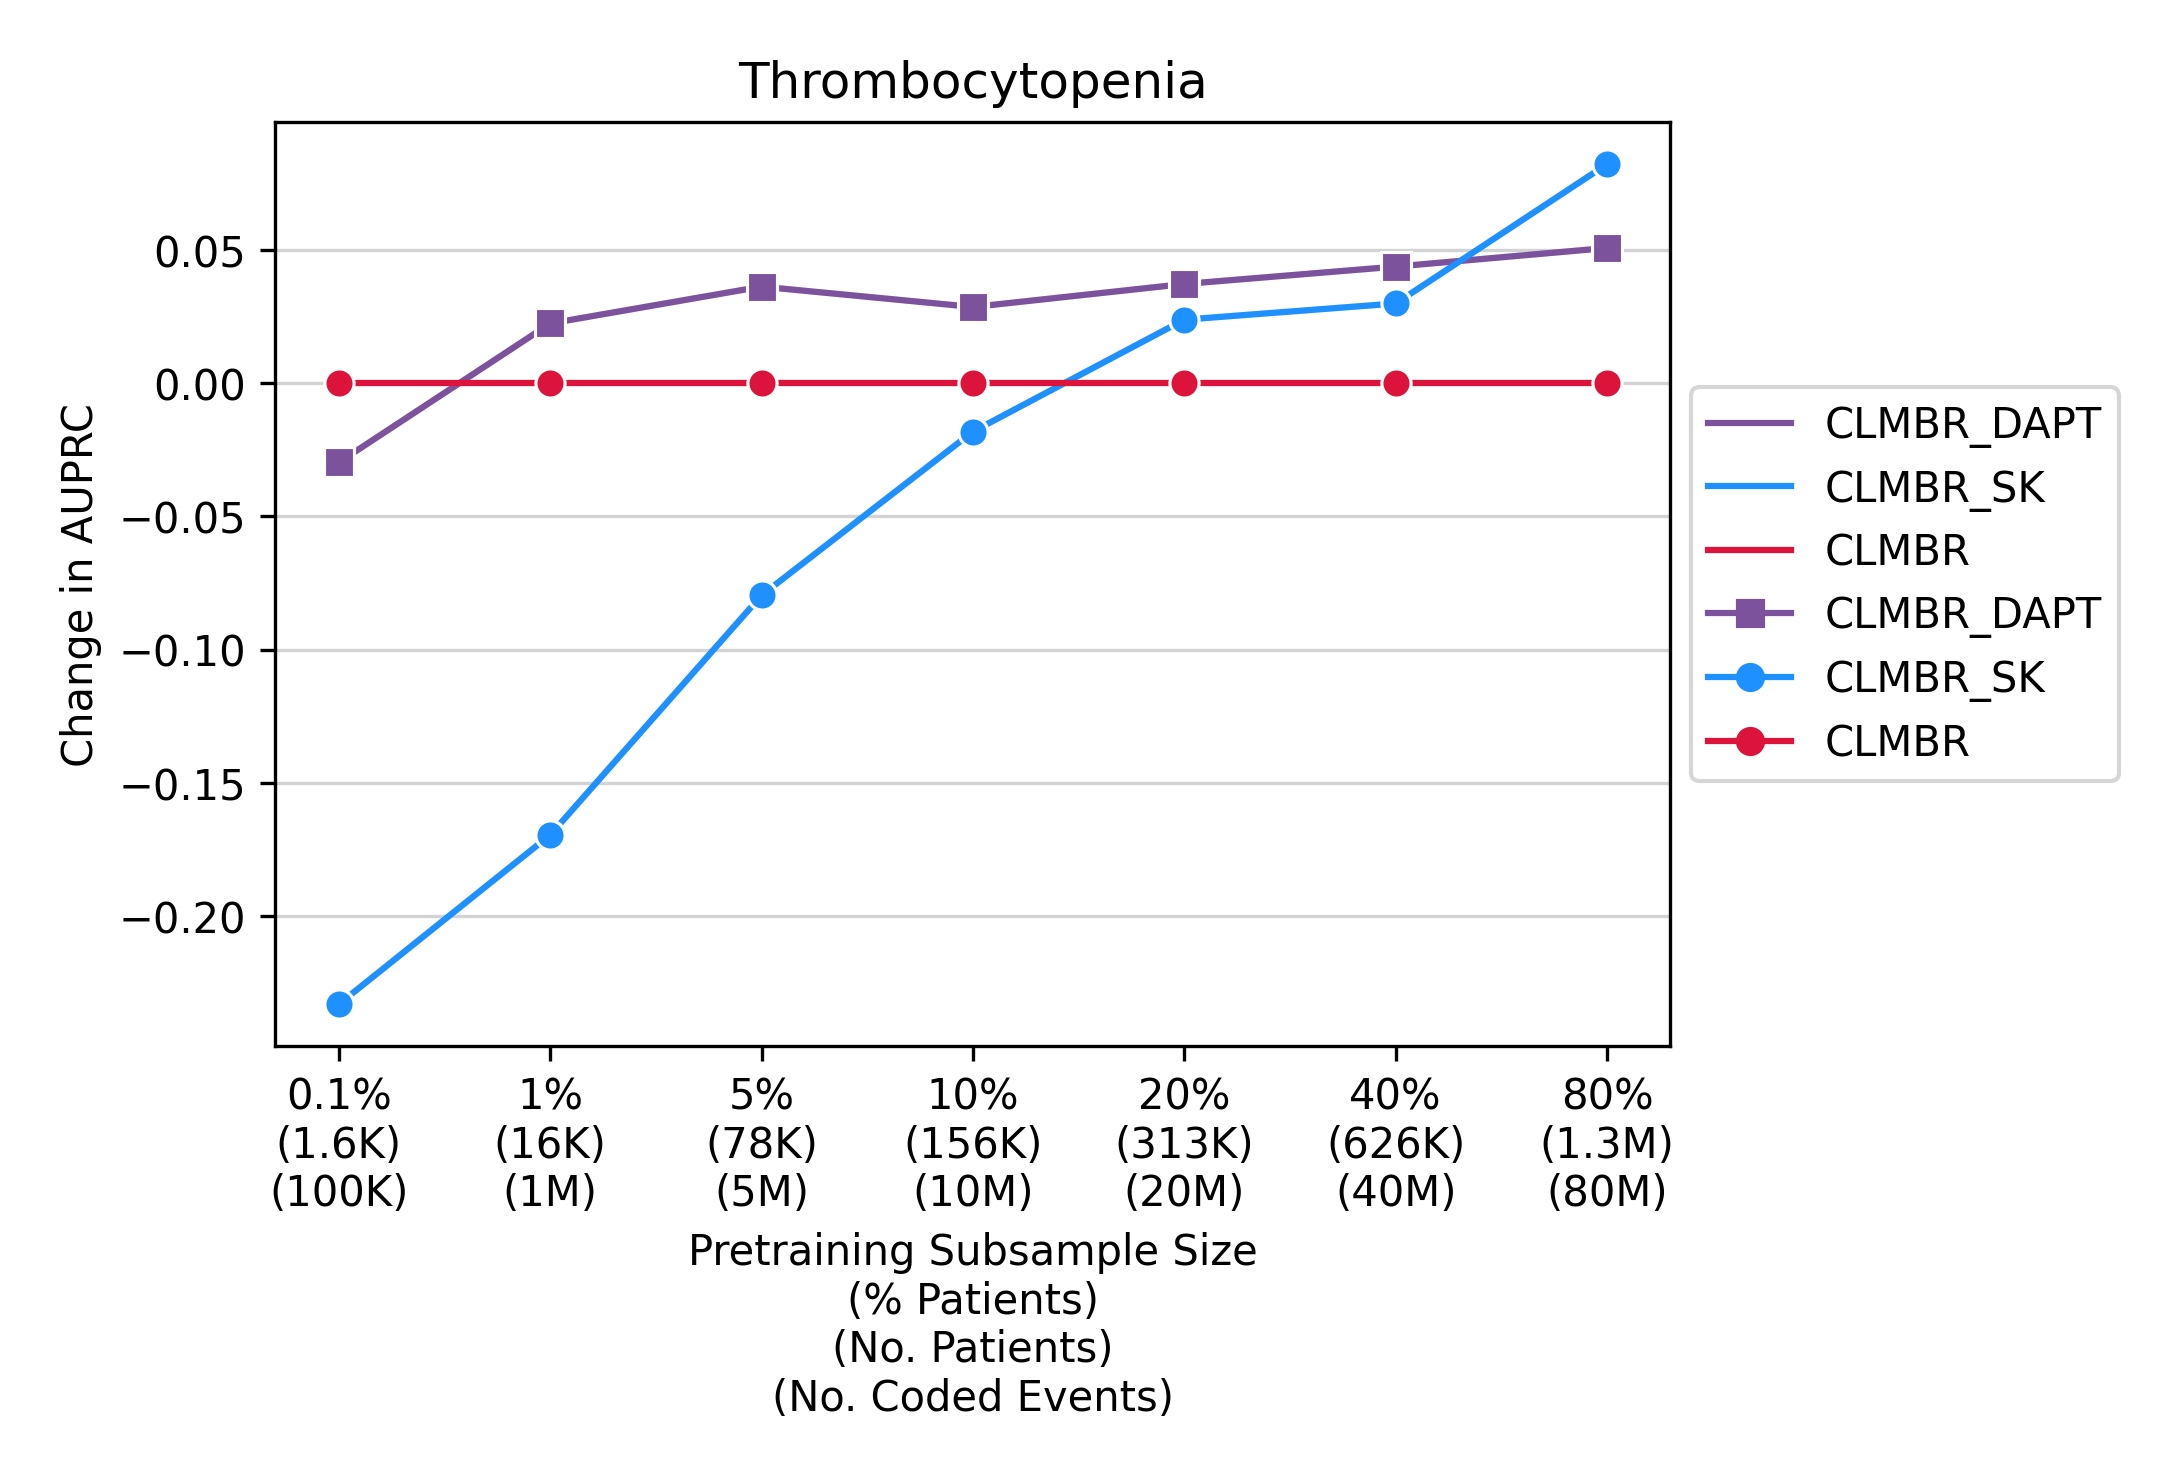 Thrombocytopenia
Change in AUPRC
0.05
0.00
−0.05
−0.10
−0.15
−0.20
0.1% 1% 5% 10% 20% 40% 80%
(1.6K) (16K) (78K) (156K) (313K) (626K) (1.3M)
(100K) (1M) (5M) (10M) (20M) (40M) (80M)
Pretraining Subsample Size
(% Patients)
(No. Patients)
(No. Coded Events)
CLMBR_DAPT
CLMBR_SK
CLMBR
CLMBR_DAPT
CLMBR_SK
CLMBR